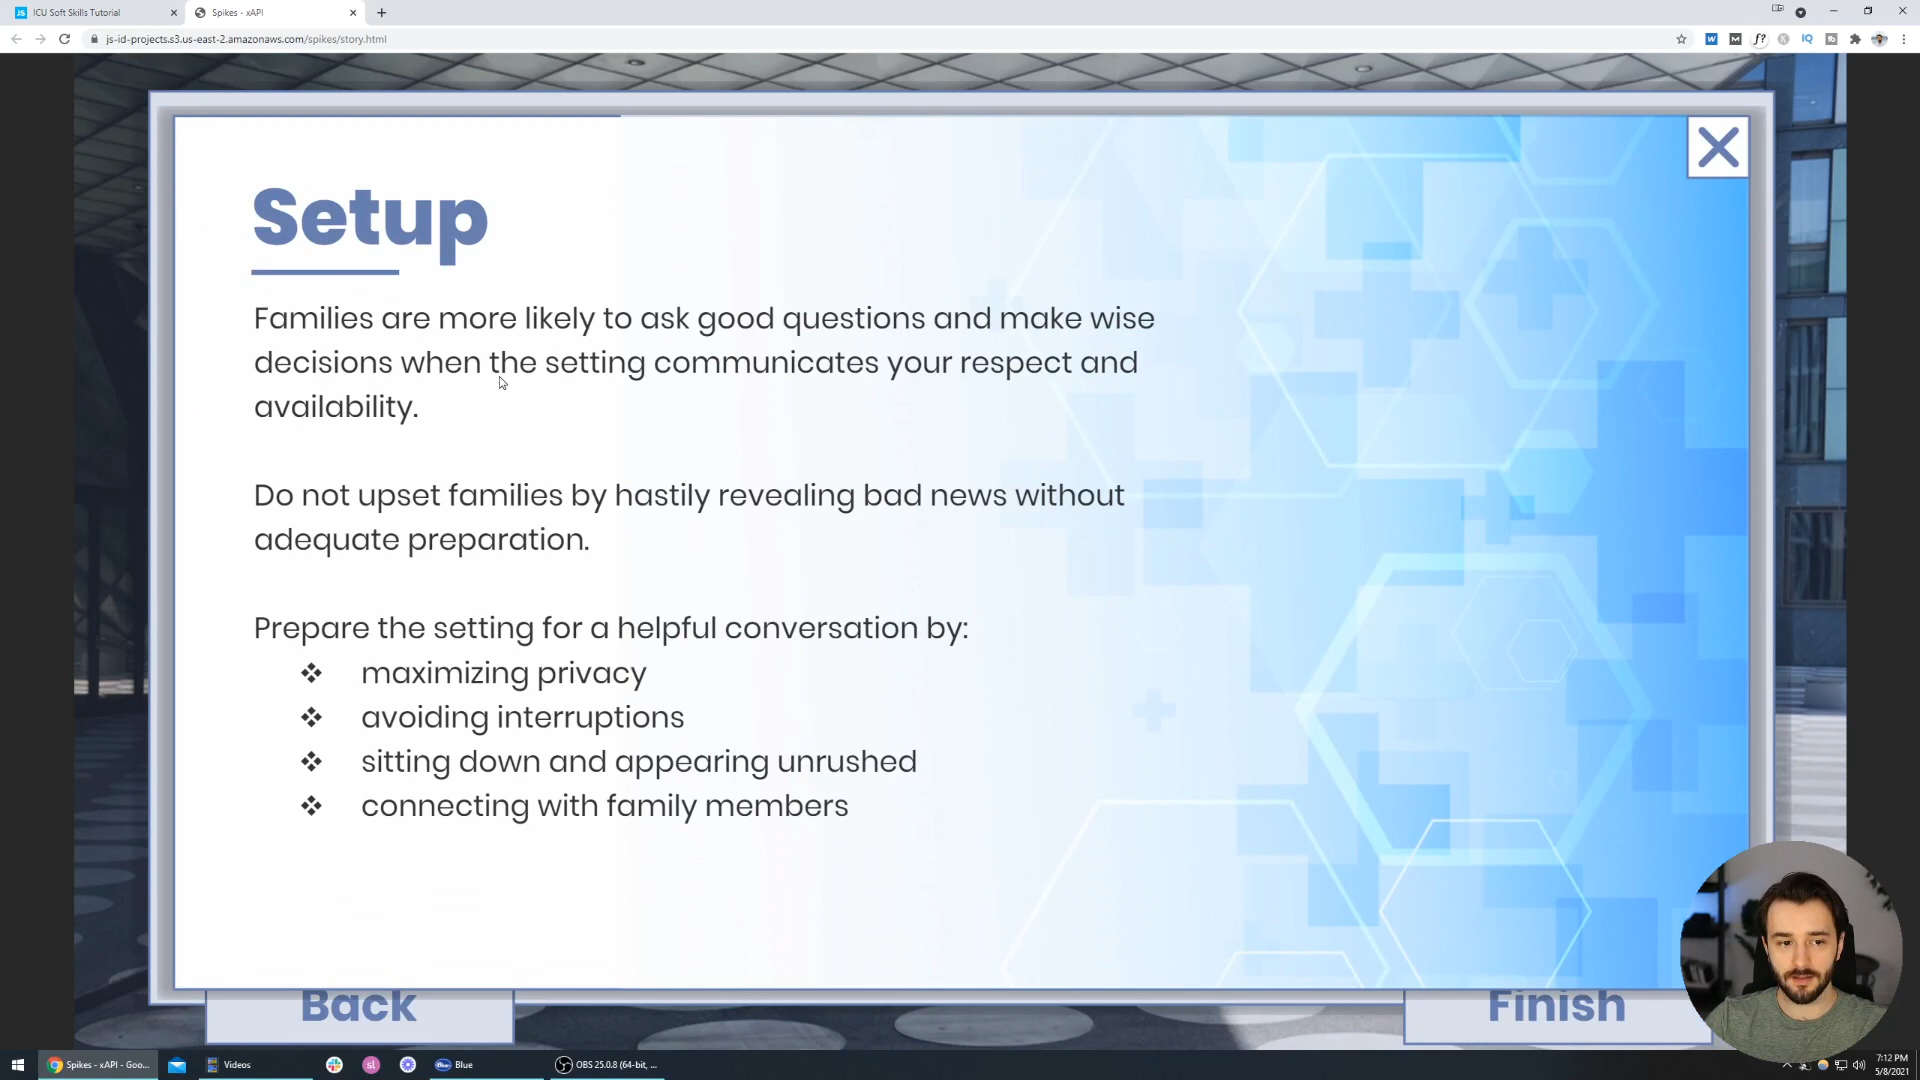 ICU Soft Skills Tutorial
Spikes - xAPI
js-id-projects.s3.us-east-2.amazonaws.com/spikes/story.html
Setup
Families are more likely to ask good questions and make wise
decisions when the setting communicates your respect and
availability.
Do not upset families by hastily revealing bad news without
adequate preparation.
Prepare the setting for a helpful conversation by:
❖ maximizing privacy
❖ avoiding interruptions
❖ sitting down and appearing unrushed
❖ connecting with family members
Back
Finish
Spikes - xAPI - Goo...
Videos
Blue
OBS 25.0.8 (64-bit, ...
7:12 PM
5/8/2021